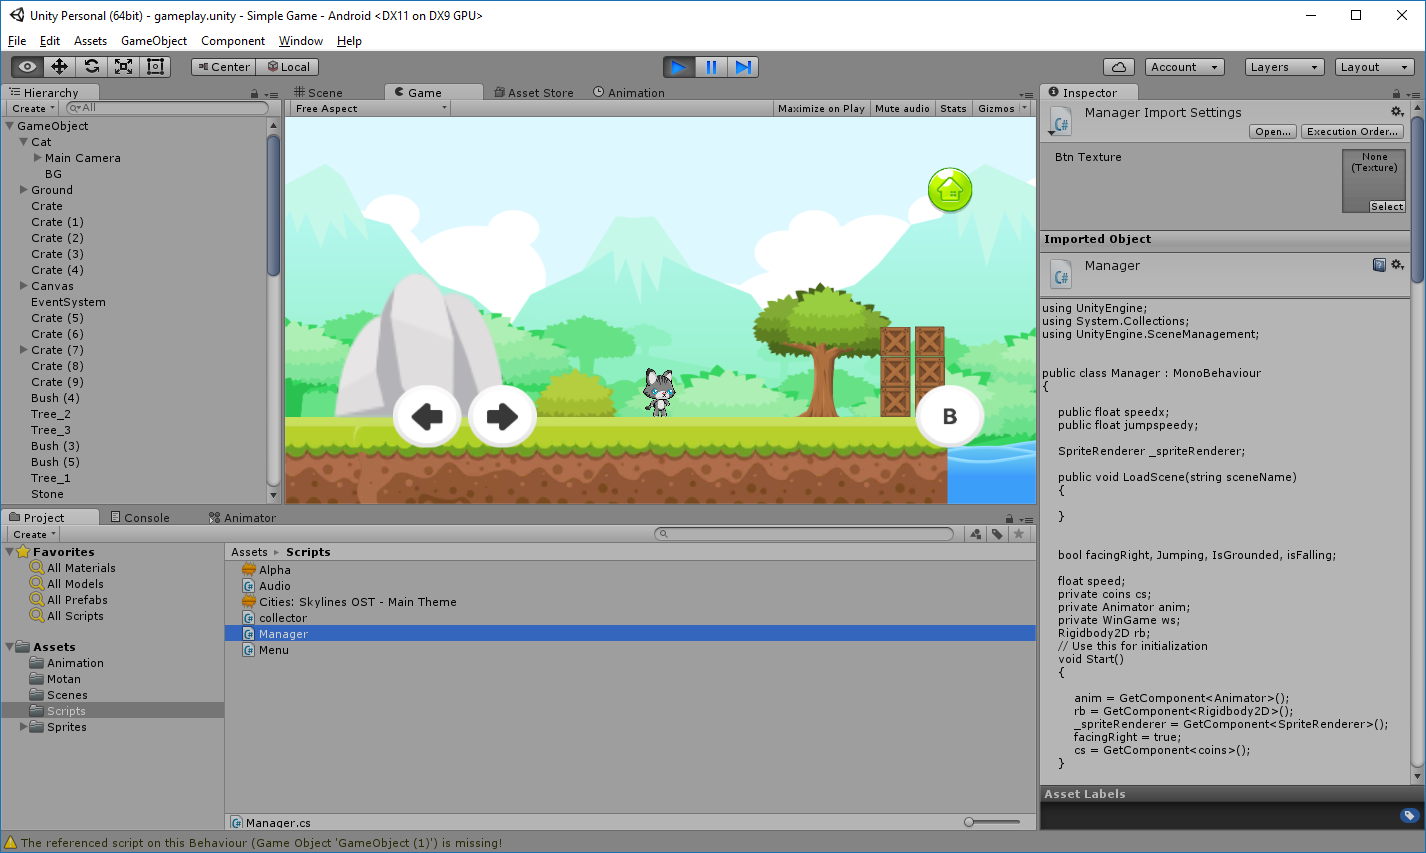 Unity Personal (64bit) - gameplay.unity - Simple Game - Android <DX11 on DX9 GPU>
File Edit Assets GameObject Component Window Help
Center Local Account Layers Layout
Hierarchy
Create All
GameObject
Cat
Main Camera
BG
Ground
Crate
Crate (1)
Crate (2)
Crate (3)
Crate (4)
Canvas
EventSystem
Crate (5)
Crate (6)
Crate (7)
Crate (8)
Crate (9)
Bush (4)
Tree_2
Tree_3
Bush (3)
Bush (5)
Tree_1
Stone
Scene Game Asset Store Animation
Free Aspect Maximize on Play Mute audio Stats Gizmos
B
Inspector
C# Manager Import Settings
Open... Execution Order...
Btn Texture
None
(Texture)
Select
Imported Object
C# Manager
using UnityEngine;
using System.Collections;
using UnityEngine.SceneManagement;
public class Manager : MonoBehaviour
{
public float speedx;
public float jumpspeedy;
SpriteRenderer _spriteRenderer;
public void LoadScene(string sceneName)
{
}
bool facingRight, Jumping, IsGrounded, isFalling;
float speed;
private coins cs;
private Animator anim;
private WinGame ws;
Rigidbody2D rb;
// Use this for initialization
void Start()
{
anim = GetComponent<Animator>();
rb = GetComponent<Rigidbody2D>();
_spriteRenderer = GetComponent<SpriteRenderer>();
facingRight = true;
cs = GetComponent<coins>();
}
Asset Labels
Project Console Animator
Create
Favorites
All Materials
All Models
All Prefabs
All Scripts
Assets
Animation
Motan
Scenes
Scripts
Sprites
Assets Scripts
Alpha
C# Audio
Cities: Skylines OST - Main Theme
C# collector
C# Manager
C# Menu
C# Manager.cs
The referenced script on this Behaviour (Game Object 'GameObject (1)') is missing!